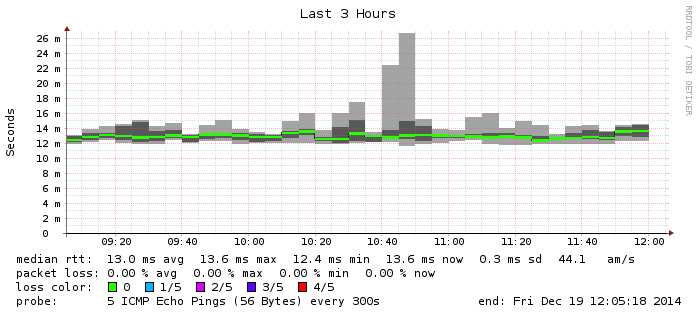 Last 3 Hours
RRDTOOL / TOBI OETIKER
Seconds
26 m
24 m
22 m
20 m
18 m
16 m
14 m
12 m
10 m
8 m
6 m
4 m
2 m
0
09:20 09:40 10:00 10:20 10:40 11:00 11:20 11:40 12:00
median rtt: 13.0 ms avg 13.6 ms max 12.4 ms min 13.6 ms now 0.3 ms sd 44.1 am/s
packet loss: 0.00 % avg 0.00 % max 0.00 % min 0.00 % now
loss color: 0 1/5 2/5 3/5 4/5
probe: 5 ICMP Echo Pings (56 Bytes) every 300s end: Fri Dec 19 12:05:18 2014